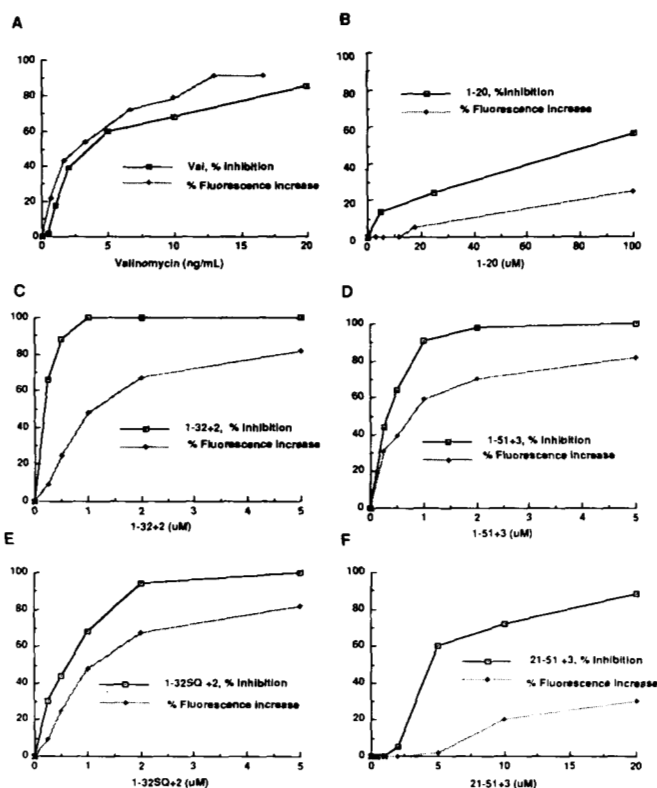 A
100
80
60
40
20
0
Val, % Inhibition
% Fluorescence Increase
0 5 10 15 20
Valinomycin (ng/mL)
B
100
80
60
40
20
0
1-20, %Inhibition
% Fluorescence Increase
0 20 40 60 80 100
1-20 (uM)
C
100
80
60
40
20
0
1-32+2, % Inhibition
% Fluorescence Increase
0 1 2 3 4 5
1-32+2 (uM)
D
100
80
60
40
20
0
1-51+3, % Inhibition
% Fluorescence Increase
0 1 2 3 4 5
1-51+3 (uM)
E
100
80
60
40
20
0
1-32SQ +2, % Inhibition
% Fluorescence Increase
0 1 2 3 4 5
1-32SQ+2 (uM)
F
100
80
60
40
20
0
21-51 +3, % Inhibition
% Fluorescence Increase
0 5 10 15 20
21-51+3 (uM)